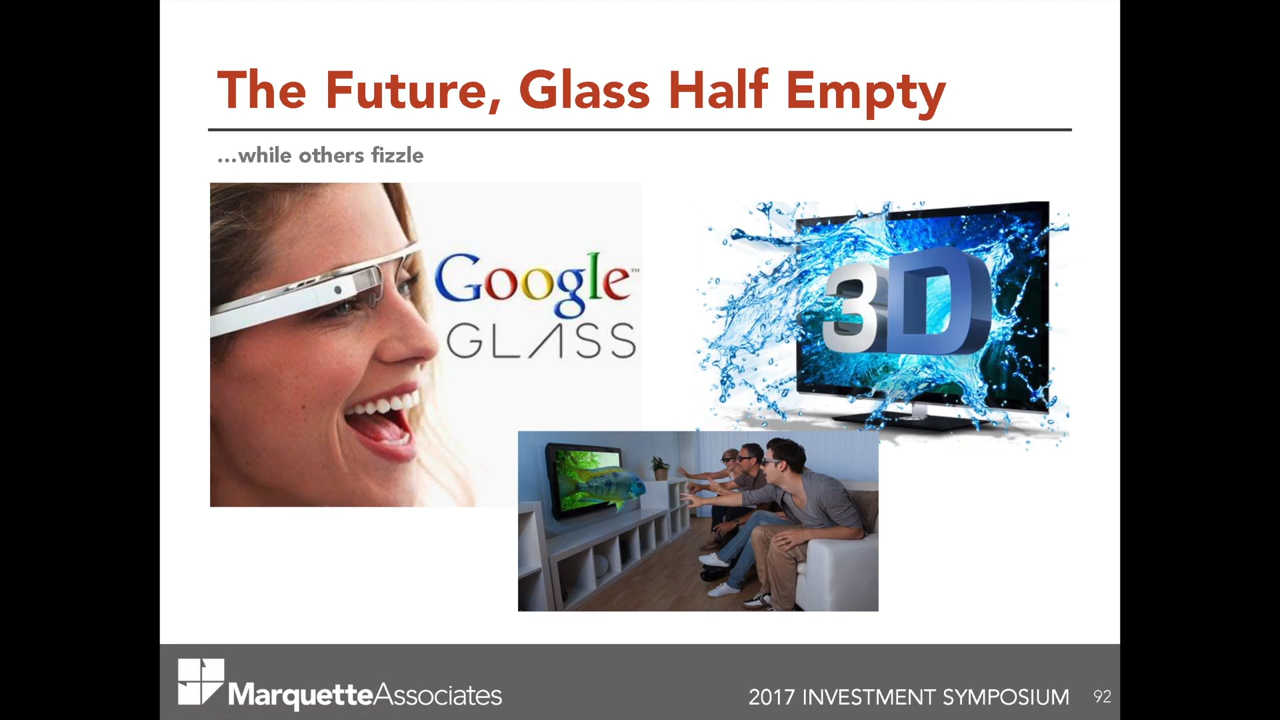 The Future, Glass Half Empty
...while others fizzle
Google™
GLASS
3D
MarquetteAssociates
2017 INVESTMENT SYMPOSIUM 92